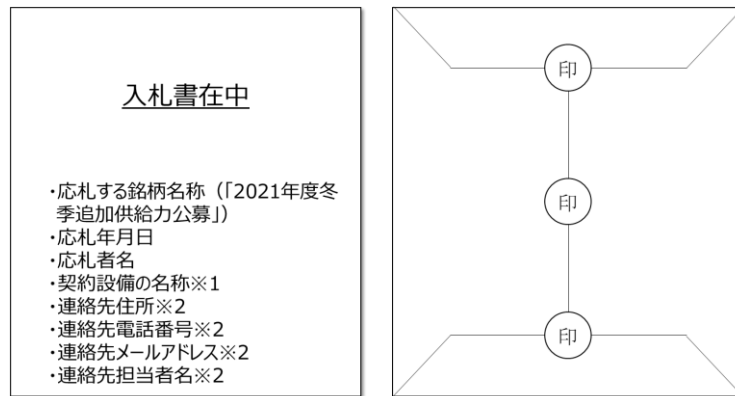 入札書在中
・応札する銘柄名称（「2021年度冬
季追加供給力公募」）
・応札年月日
・応札者名
・契約設備の名称※1
・連絡先住所※2
・連絡先電話番号※2
・連絡先メールアドレス※2
・連絡先担当者名※2
印
印
印